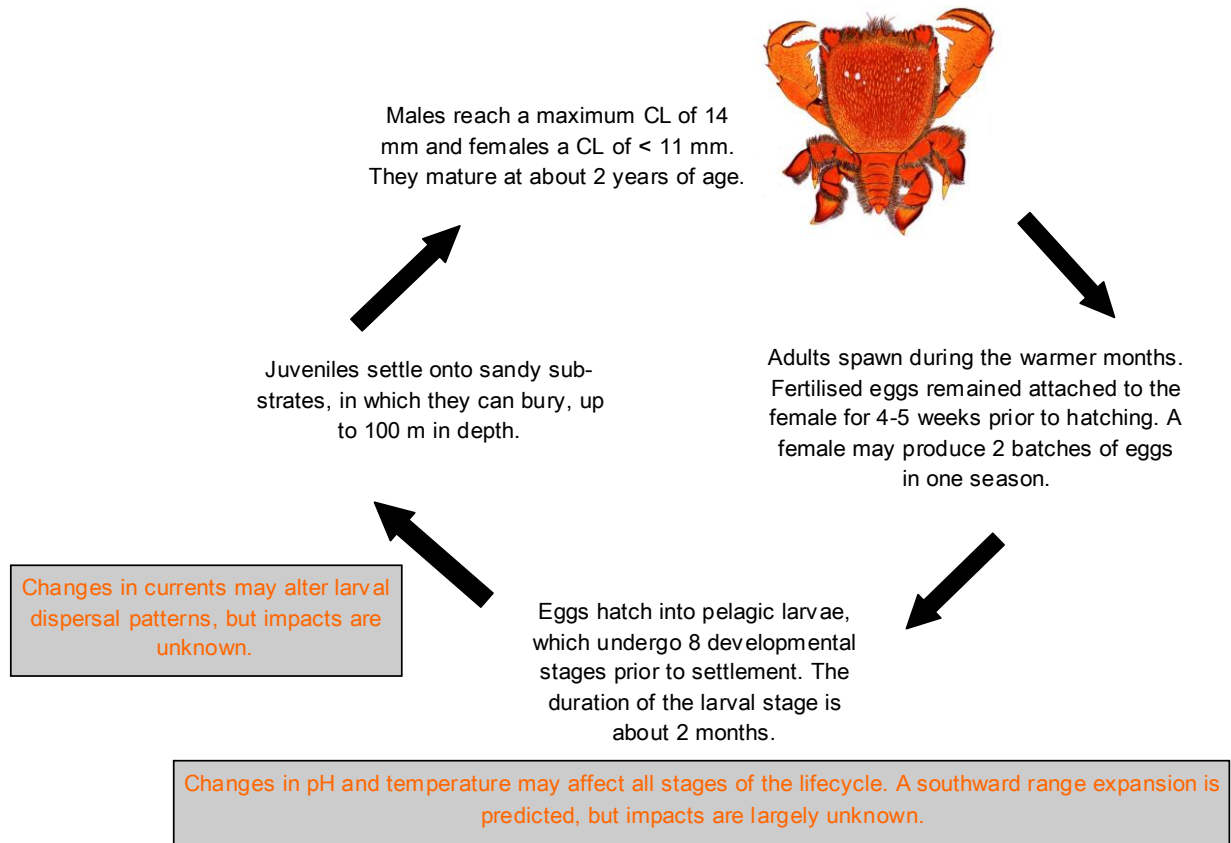 Males reach a maximum CL of 14
mm and females a CL of < 11 mm.
They mature at about 2 years of age.
Adults spawn during the warmer months.
Fertilised eggs remained attached to the
female for 4-5 weeks prior to hatching. A
female may produce 2 batches of eggs
in one season.
Eggs hatch into pelagic larvae,
which undergo 8 developmental
stages prior to settlement. The
duration of the larval stage is
about 2 months.
Juveniles settle onto sandy sub-
strates, in which they can bury, up
to 100 m in depth.
Changes in currents may alter larval
dispersal patterns, but impacts are
unknown.
Changes in pH and temperature may affect all stages of the lifecycle. A southward range expansion is
predicted, but impacts are largely unknown.